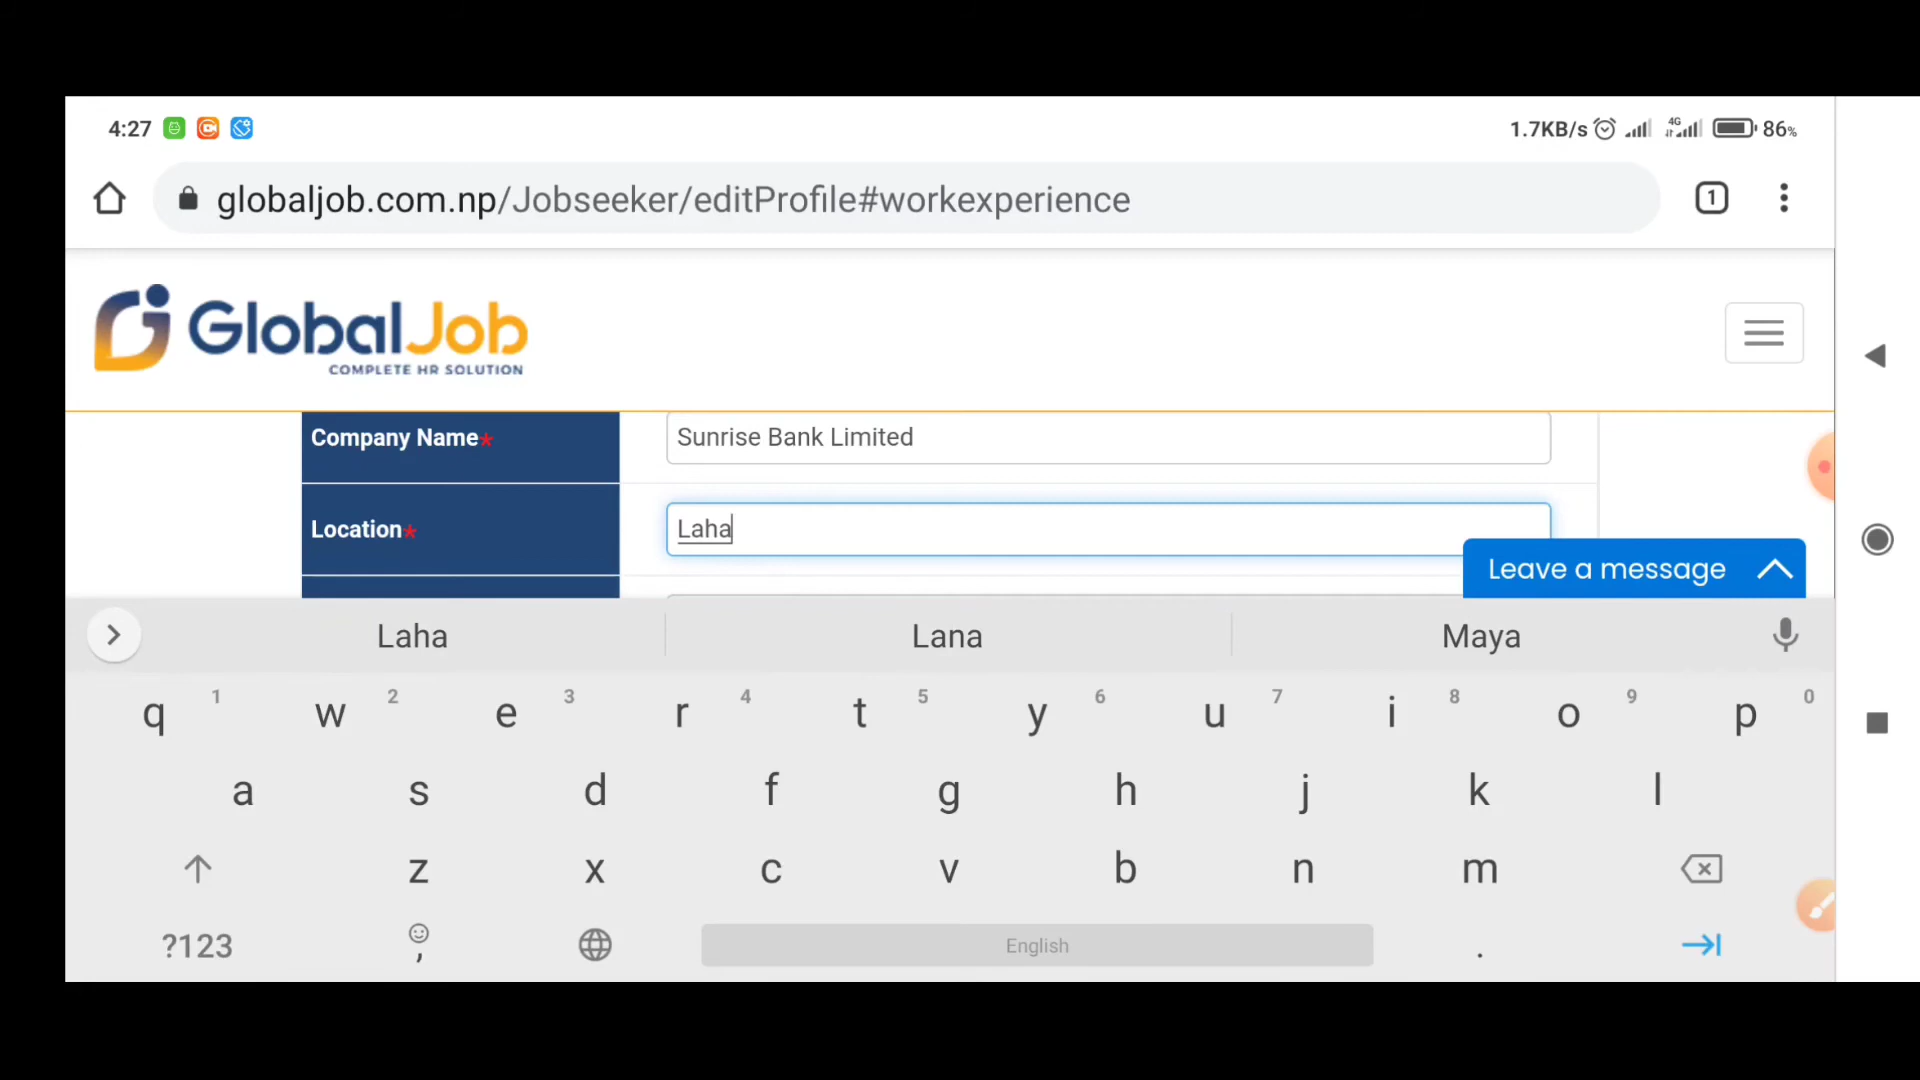 4:27 1.7KB/s 4G 86%
globaljob.com.np/Jobseeker/editProfile#workexperience 1
GlobalJob
COMPLETE HR SOLUTION
Company Name* Sunrise Bank Limited
Location* Laha
Leave a message
Laha Lana Maya
q 1 w 2 e 3 r 4 t 5 y 6 u 7 i 8 o 9 p 0
a s d f g h j k l
z x c v b n m
?123 , English .